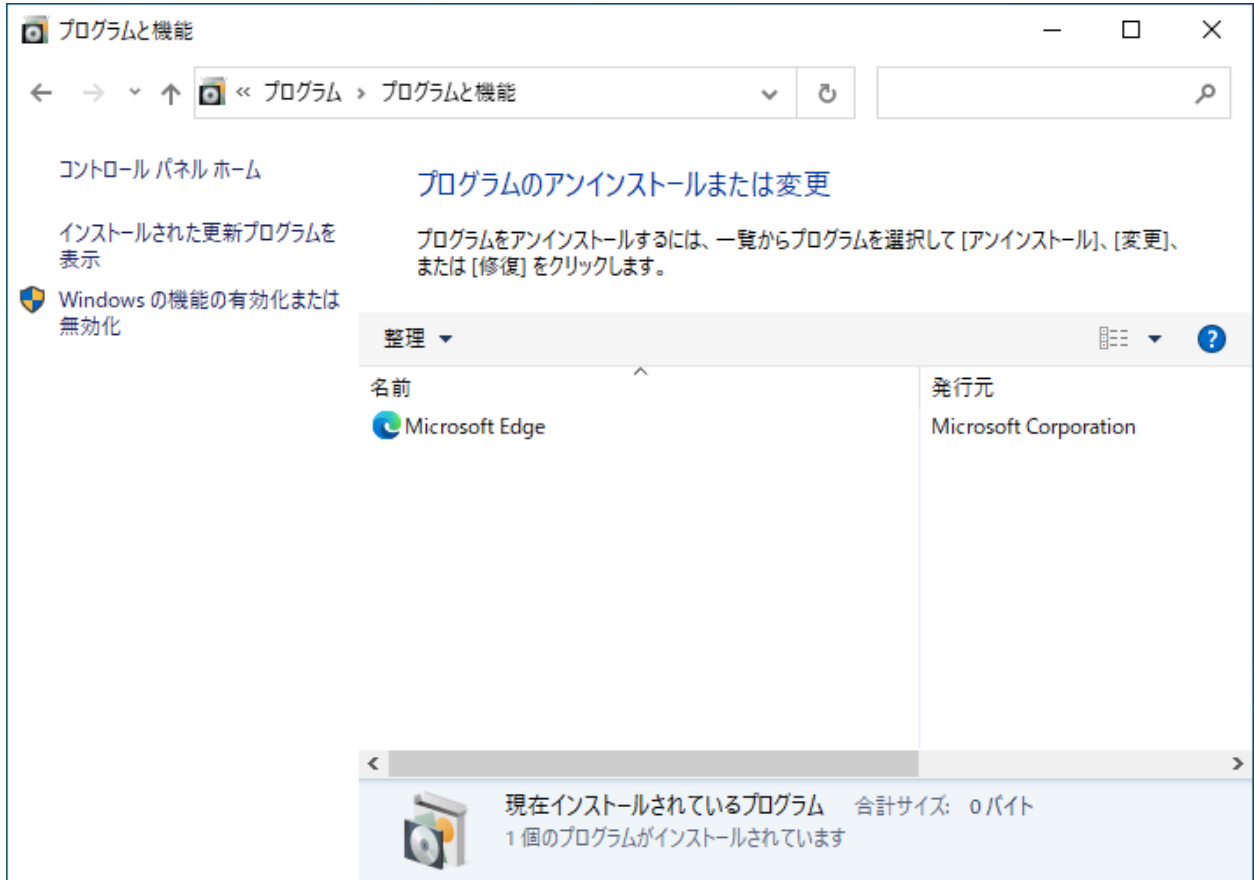 プログラムと機能
« プログラム › プログラムと機能
コントロール パネル ホーム
インストールされた更新プログラムを
表示
Windows の機能の有効化または
無効化
プログラムのアンインストールまたは変更
プログラムをアンインストールするには、一覧からプログラムを選択して [アンインストール]、[変更]、
または [修復] をクリックします。
整理
名前
発行元
Microsoft Edge
Microsoft Corporation
現在インストールされているプログラム 合計サイズ: 0 バイト
1 個のプログラムがインストールされています